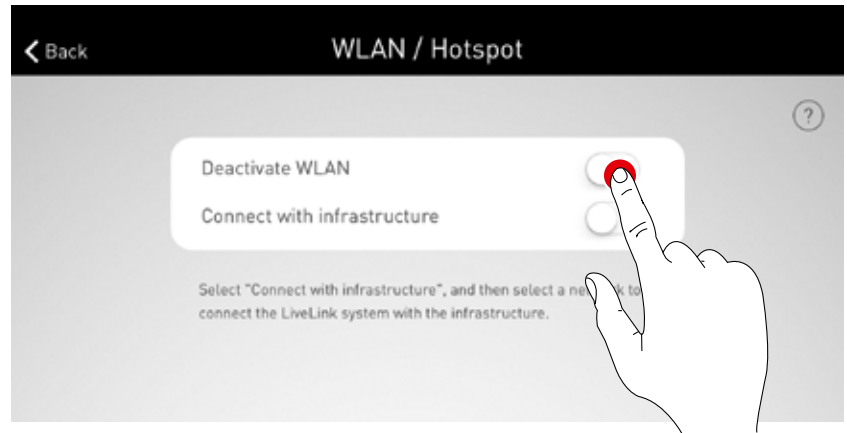 Back
WLAN / Hotspot
?
Deactivate WLAN
Connect with infrastructure
Select "Connect with infrastructure", and then select a to
connect the LiveLink system with the infrastructure.